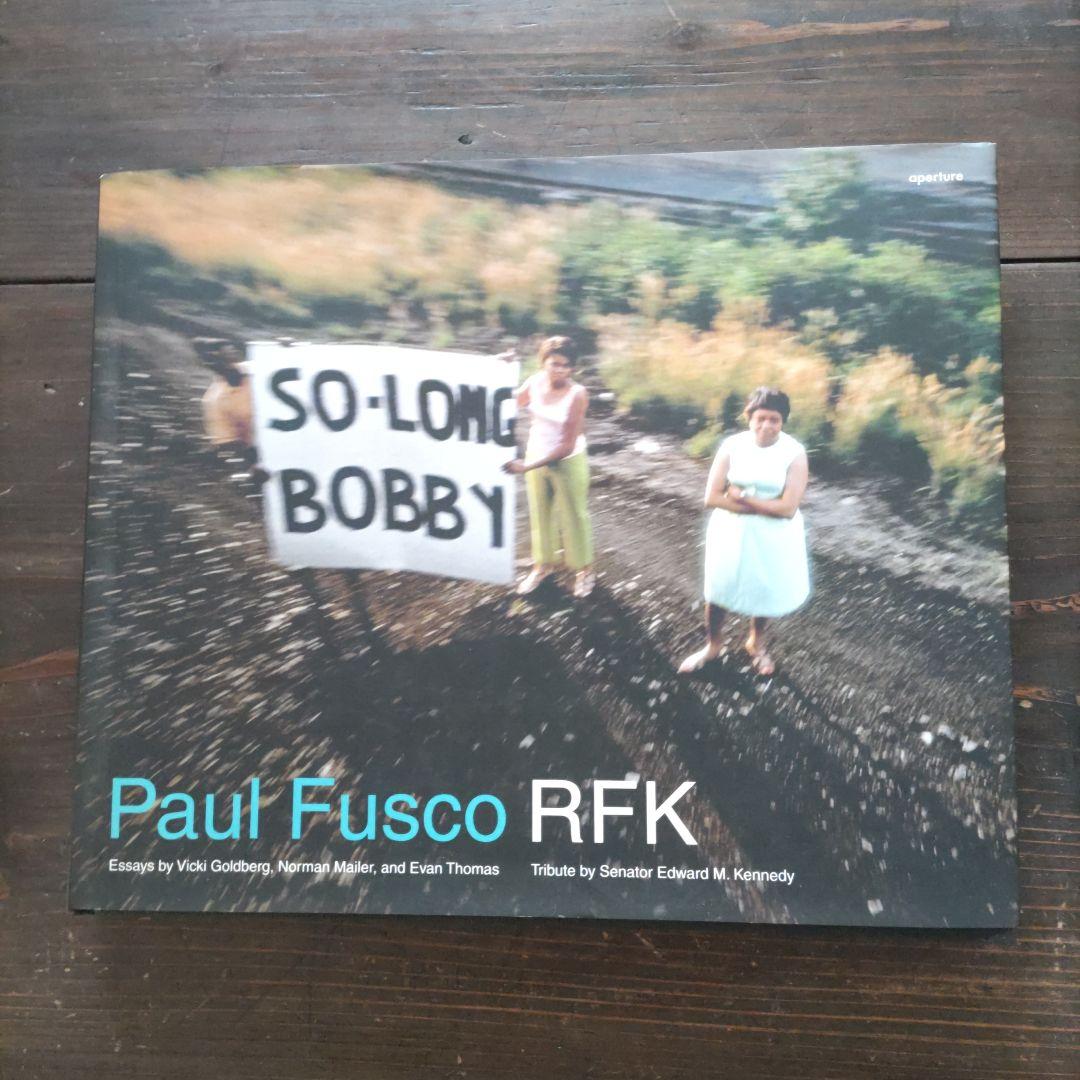 aperture
SO-LONG
BOBBY
Paul Fusco RFK
Essays by Vicki Goldberg, Norman Mailer, and Evan Thomas Tribute by Senator Edward M. Kennedy